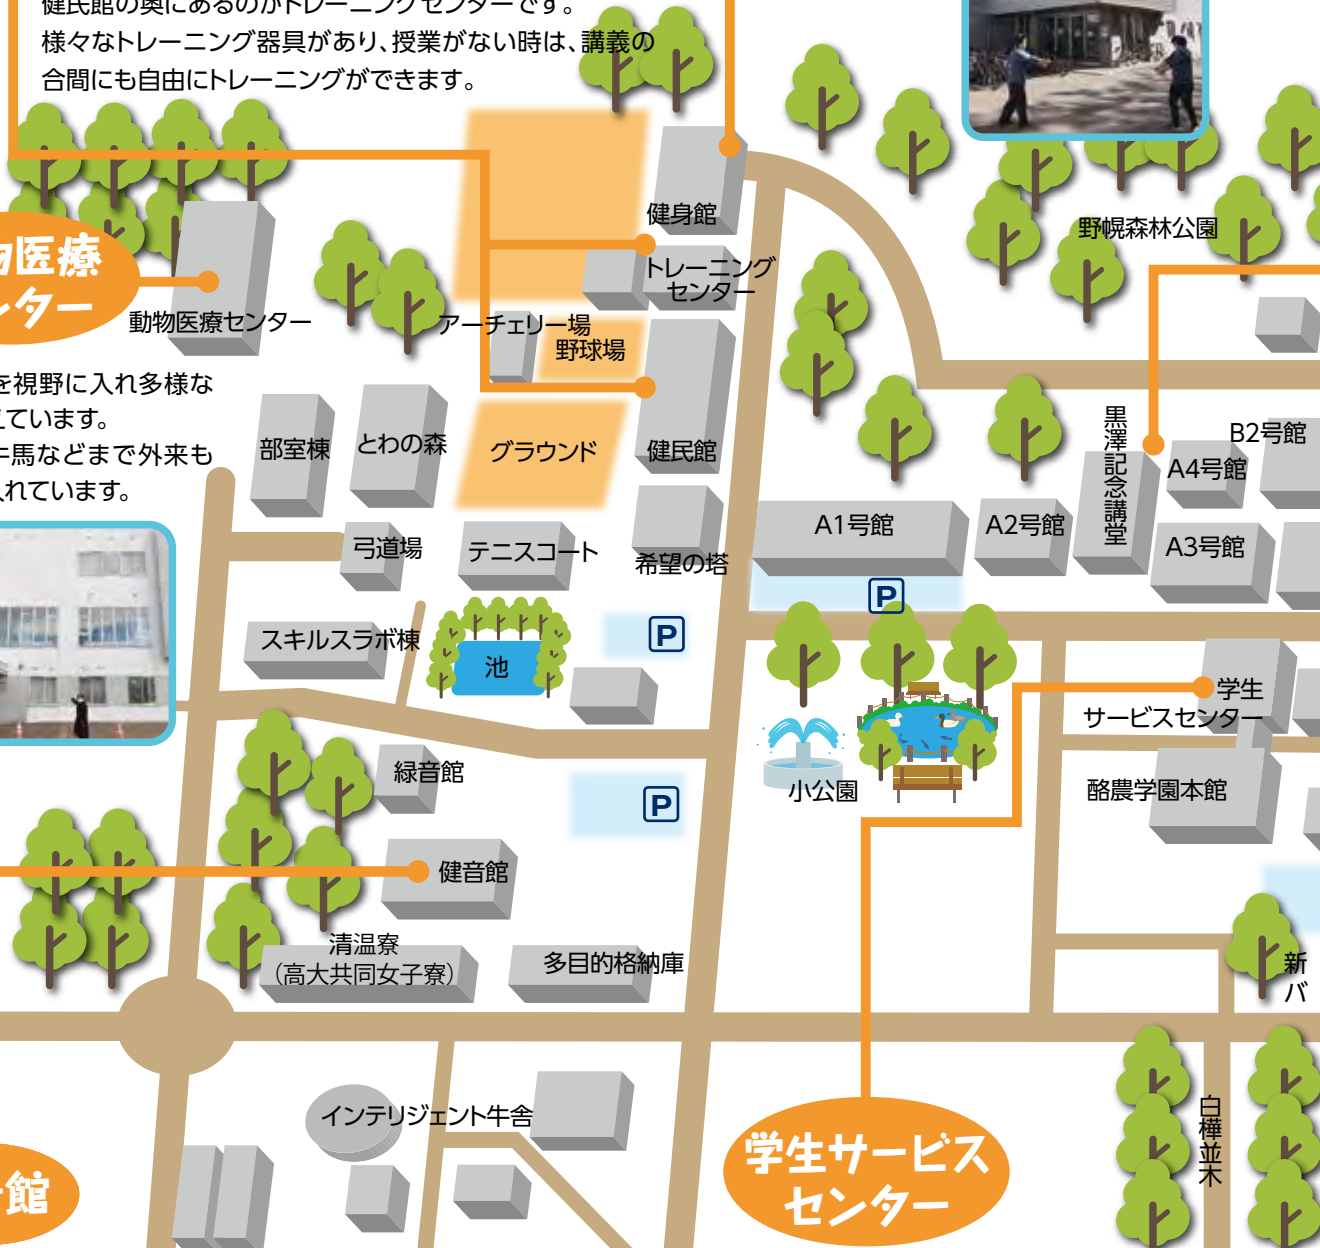 健民館の奥にあるのがトレーニングセンターです。
様々なトレーニング器具があり、授業がない時は、講義の
合間にも自由にトレーニングができます。
健身館
野幌森林公園
物医療
ンター
トレーニング
センター
動物医療センター
アーチェリー場
野球場
を視野に入れ多様な
えています。
牛馬などまで外来も
入れています。
部室棟
とわの森
グラウンド
健民館
黒澤記念講堂
B2号館
A4号館
A1号館
A2号館
A3号館
弓道場
テニスコート
希望の塔
P
スキルスラボ棟
P
池
学生
サービスセンター
緑音館
小公園
酪農学園本館
P
健音館
清温寮
（高大共同女子寮）
多目的格納庫
新
バ
インテリジェント牛舎
白樺並木
学生サービス
センター
館